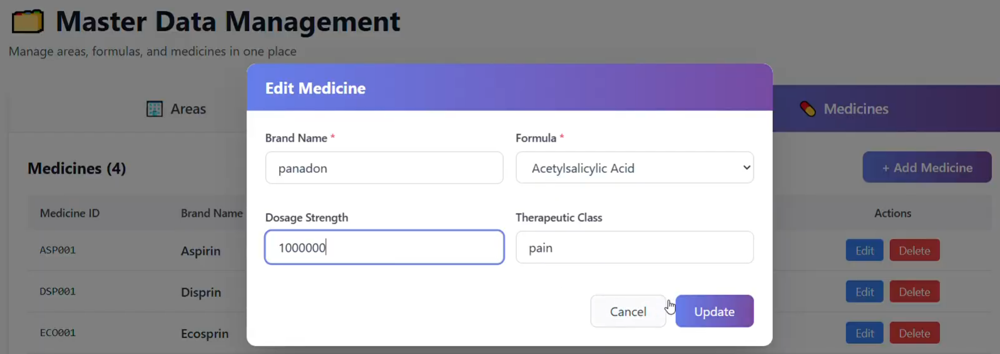 Master Data Management
Manage areas, formulas, and medicines in one place
Edit Medicine
Areas
Medicines
Brand Name *
Formula *
panadon
Acetylsalicylic Acid
Medicines (4)
+ Add Medicine
Medicine ID
Brand Name
Dosage Strength
Therapeutic Class
Actions
1000000
pain
ASP001
Aspirin
Edit
Delete
DSP001
Disprin
Edit
Delete
Cancel
Update
ECO001
Ecosprin
Edit
Delete